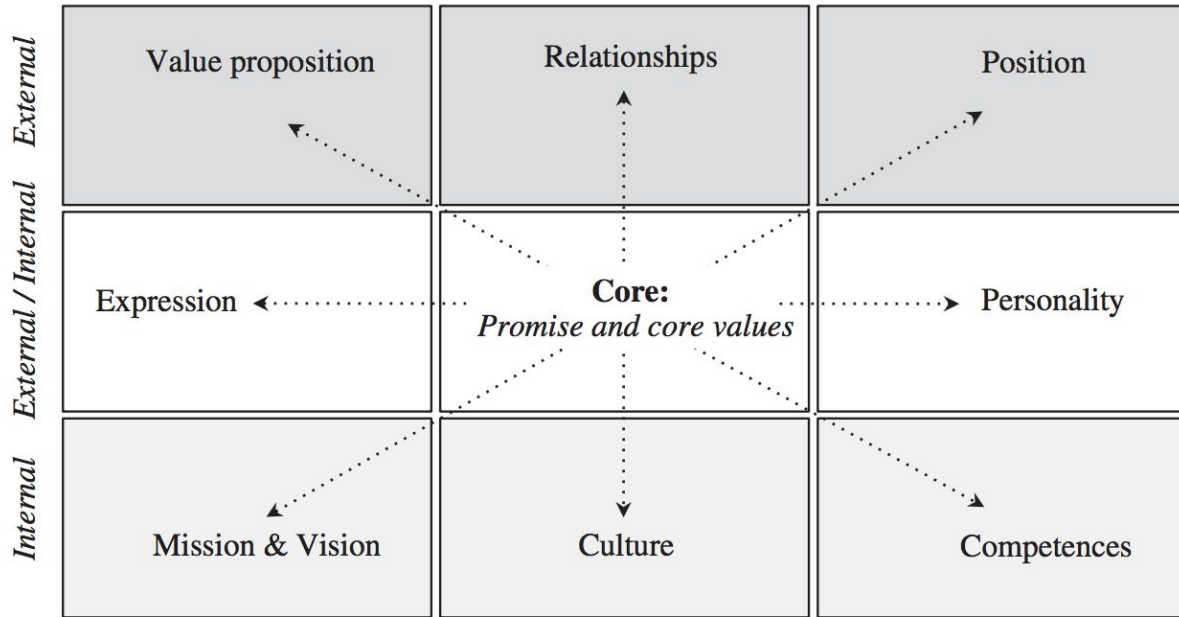 External
Value proposition
Relationships
Position
External / Internal
Expression
Core:
Promise and core values
Personality
Internal
Mission & Vision
Culture
Competences